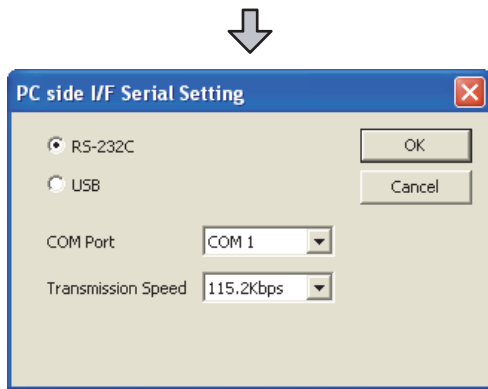 PC side I/F Serial Setting
RS-232C
OK
USB
Cancel
COM Port
COM 1
Transmission Speed
115.2Kbps